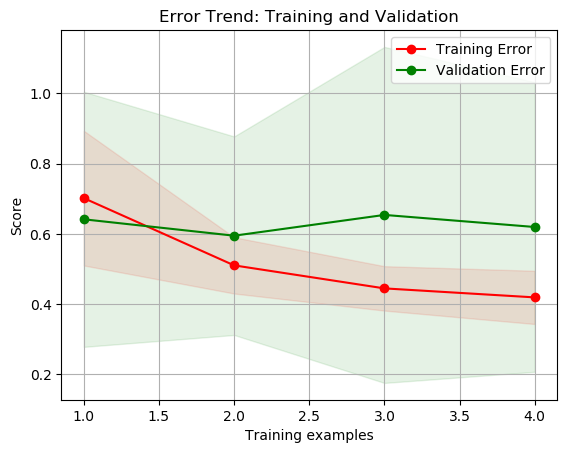 Error Trend: Training and Validation
Training Error
Validation Error
Score
1.0
0.8
0.6
0.4
0.2
1.0 1.5 2.0 2.5 3.0 3.5 4.0
Training examples